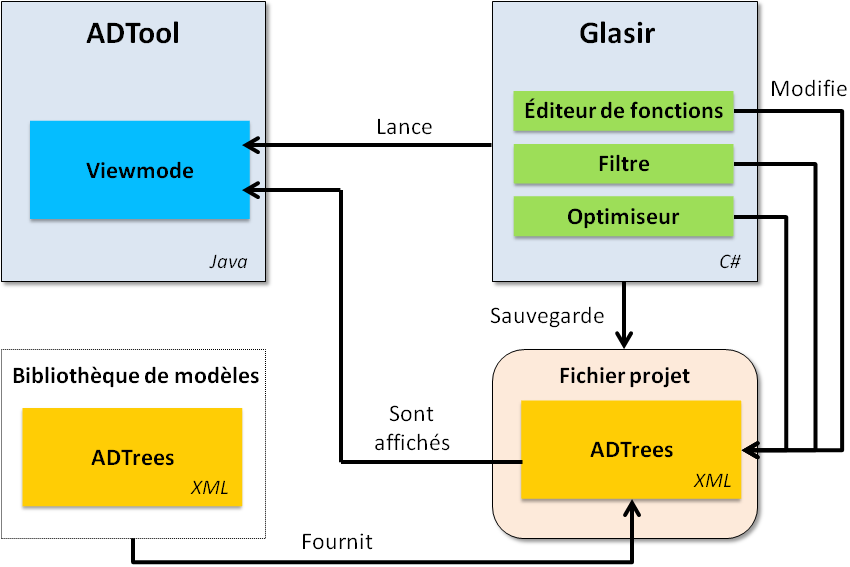 ADTool
Viewmode
Java
Glasir
Éditeur de fonctions
Filtre
Optimiseur
C#
Modifie
Lance
Sauvegarde
Bibliothèque de modèles
ADTrees
XML
Sont
affichés
Fichier projet
ADTrees
XML
Fournit